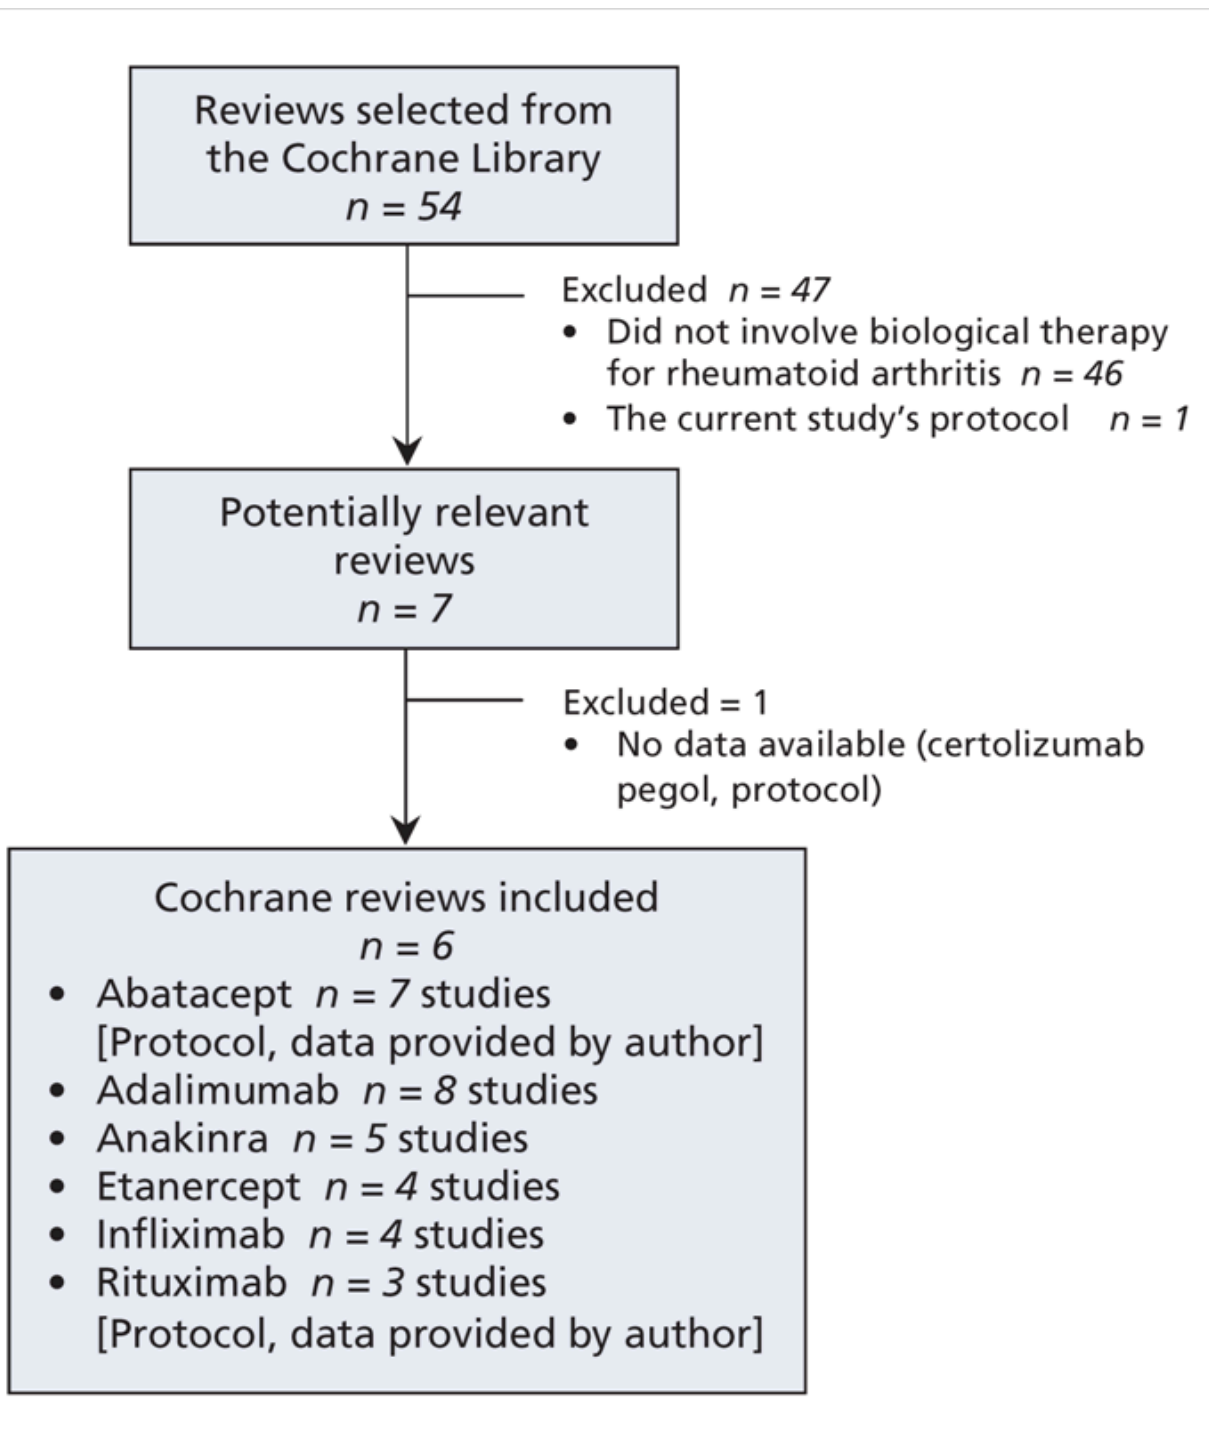 Reviews selected from
the Cochrane Library
n = 54
Excluded n = 47
• Did not involve biological therapy
for rheumatoid arthritis n = 46
• The current study's protocol n = 1
Potentially relevant
reviews
n = 7
Excluded = 1
• No data available (certolizumab
pegol, protocol)
Cochrane reviews included
n = 6
• Abatacept n = 7 studies
[Protocol, data provided by author]
• Adalimumab n = 8 studies
• Anakinra n = 5 studies
• Etanercept n = 4 studies
• Infliximab n = 4 studies
• Rituximab n = 3 studies
[Protocol, data provided by author]